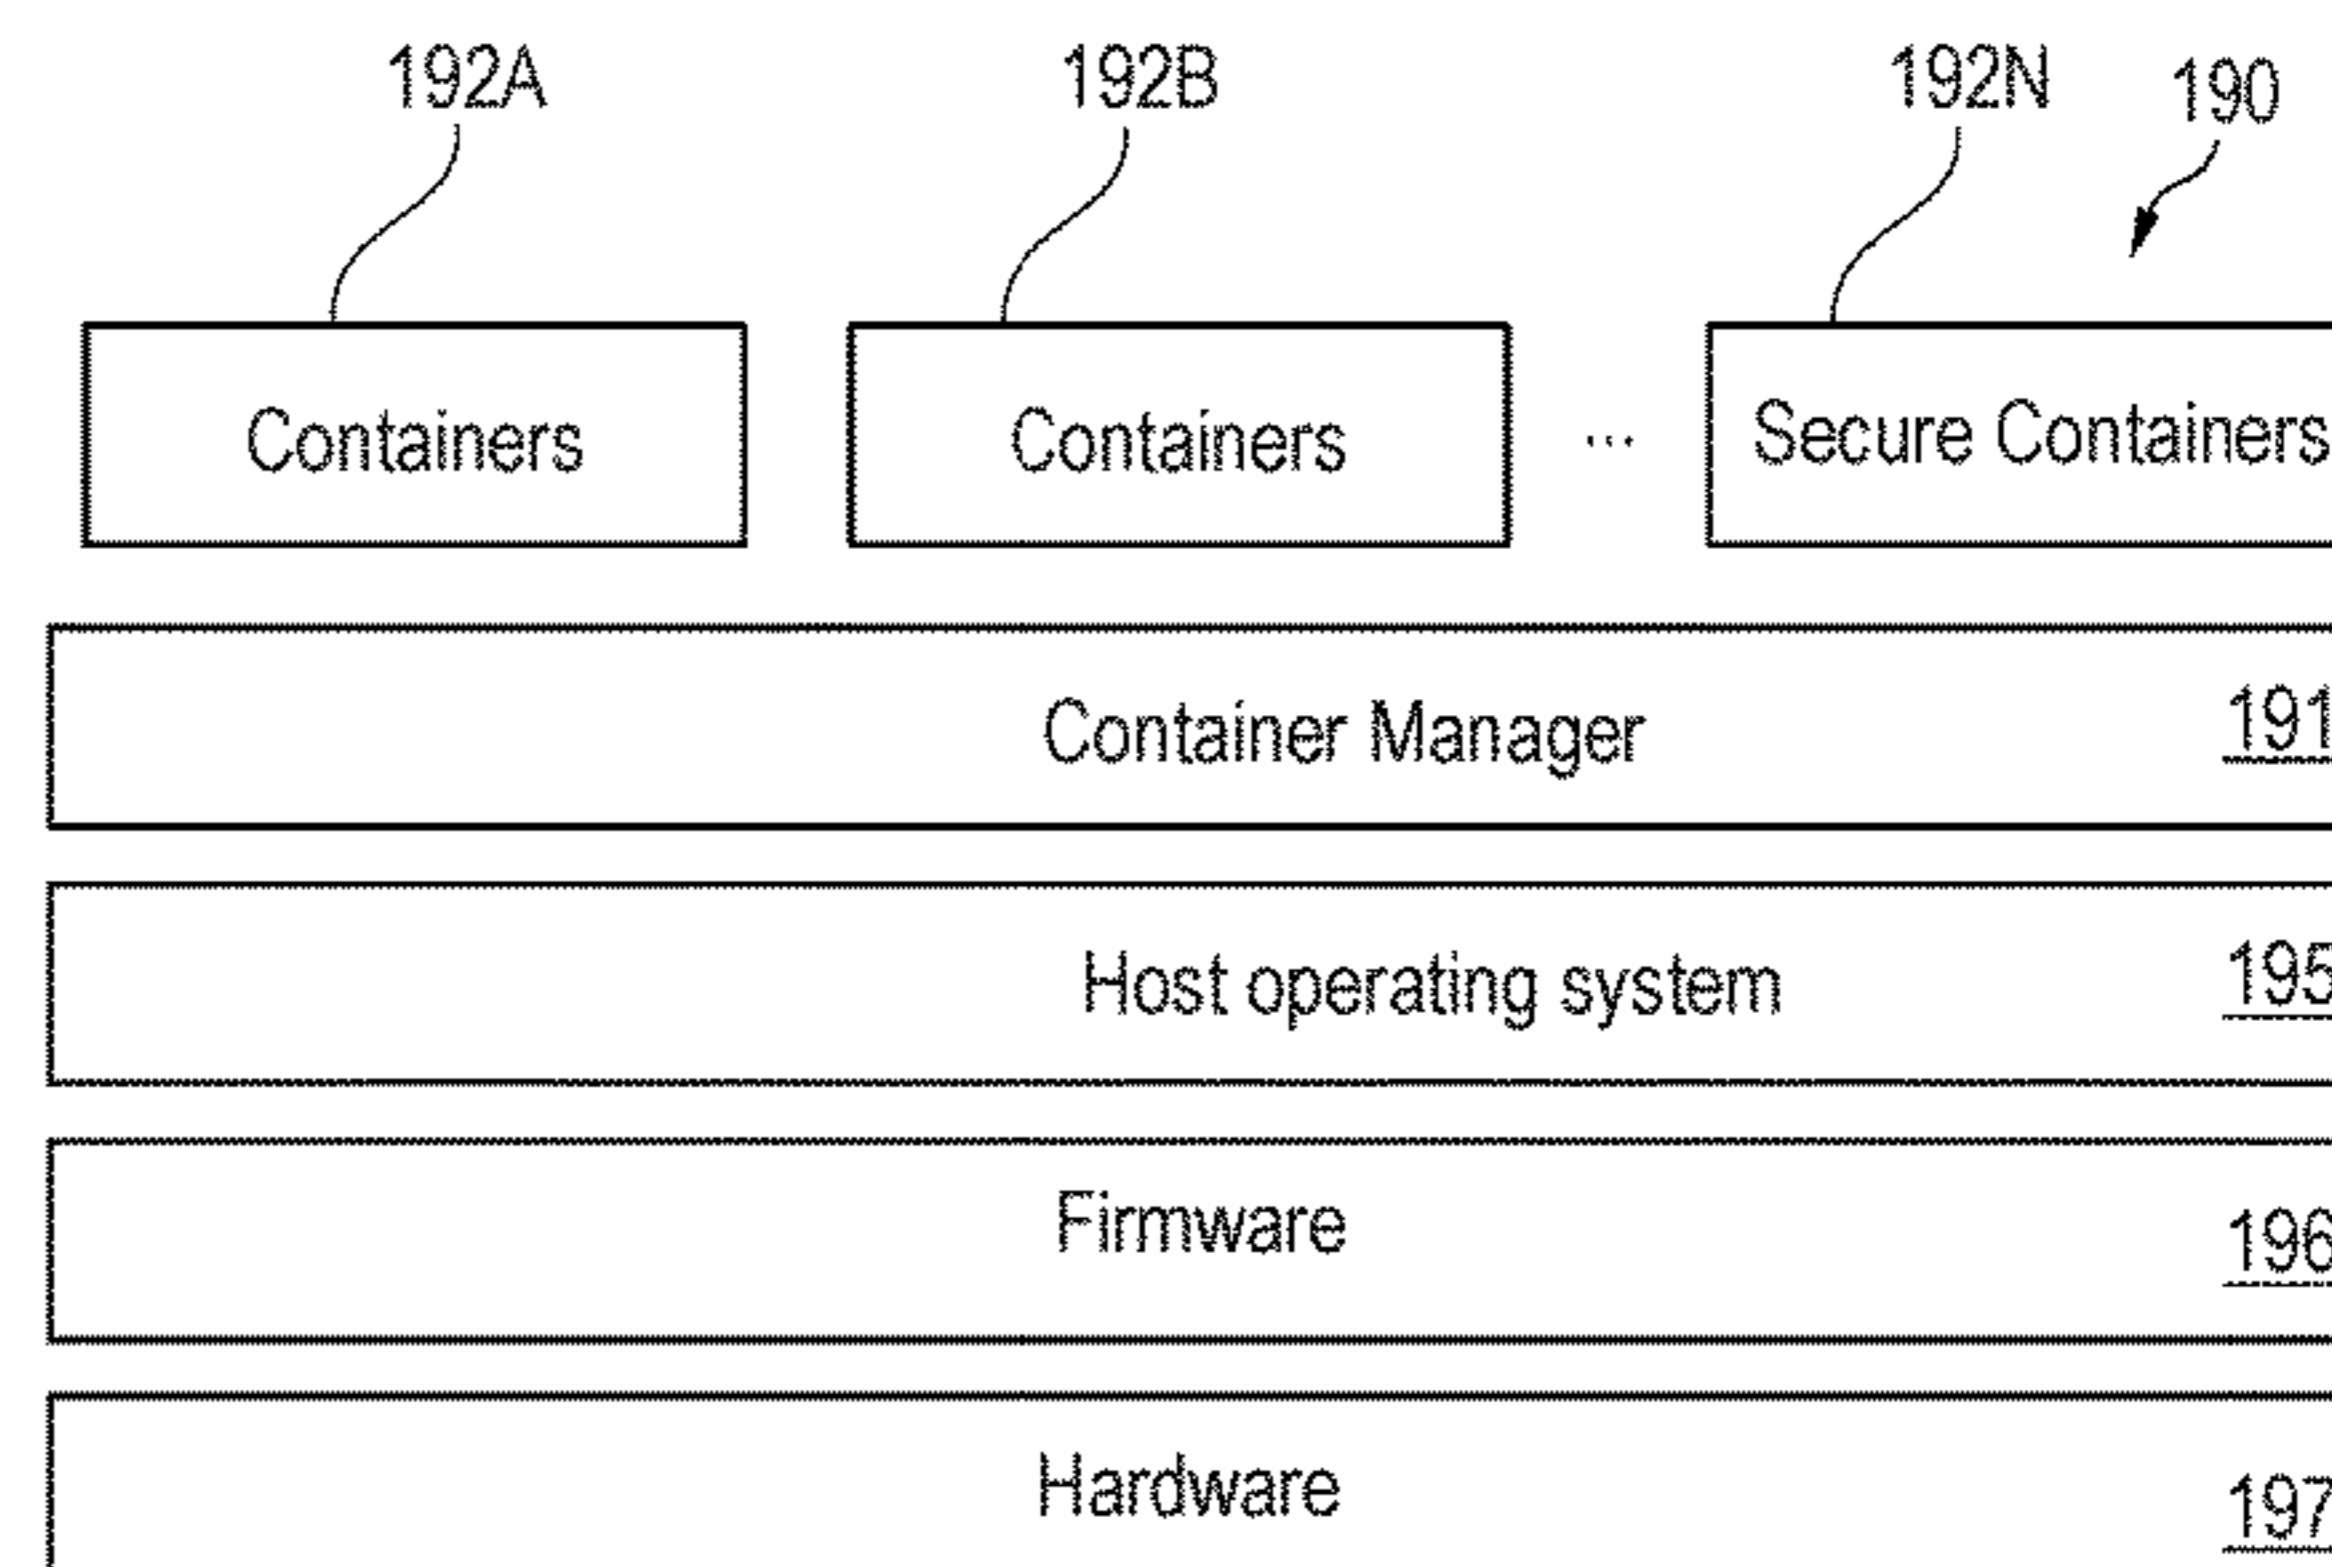 192A 192B 192N 190
Containers Containers ... Secure Containers
Container Manager 191
Host operating system 195
Firmware 196
Hardware 197